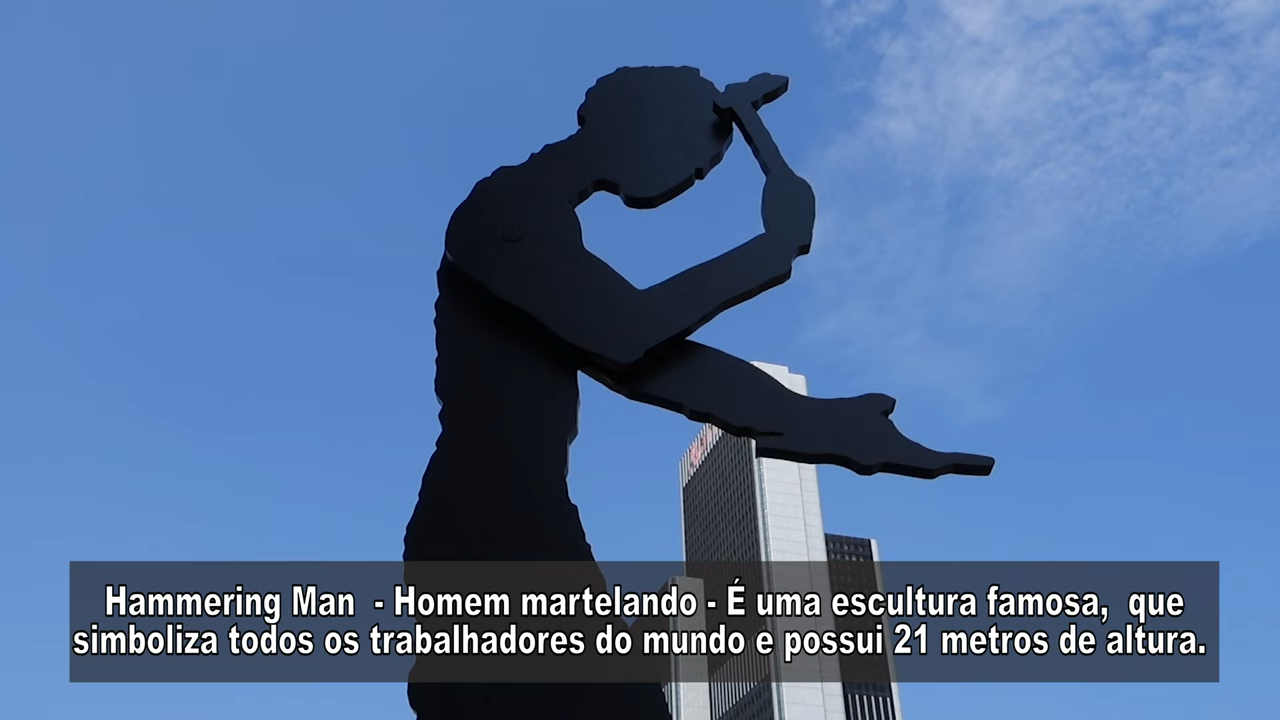 Hammering Man  - Homem martelando - É uma escultura famosa,  que
simboliza todos os trabalhadores do mundo e possui 21 metros de altura.